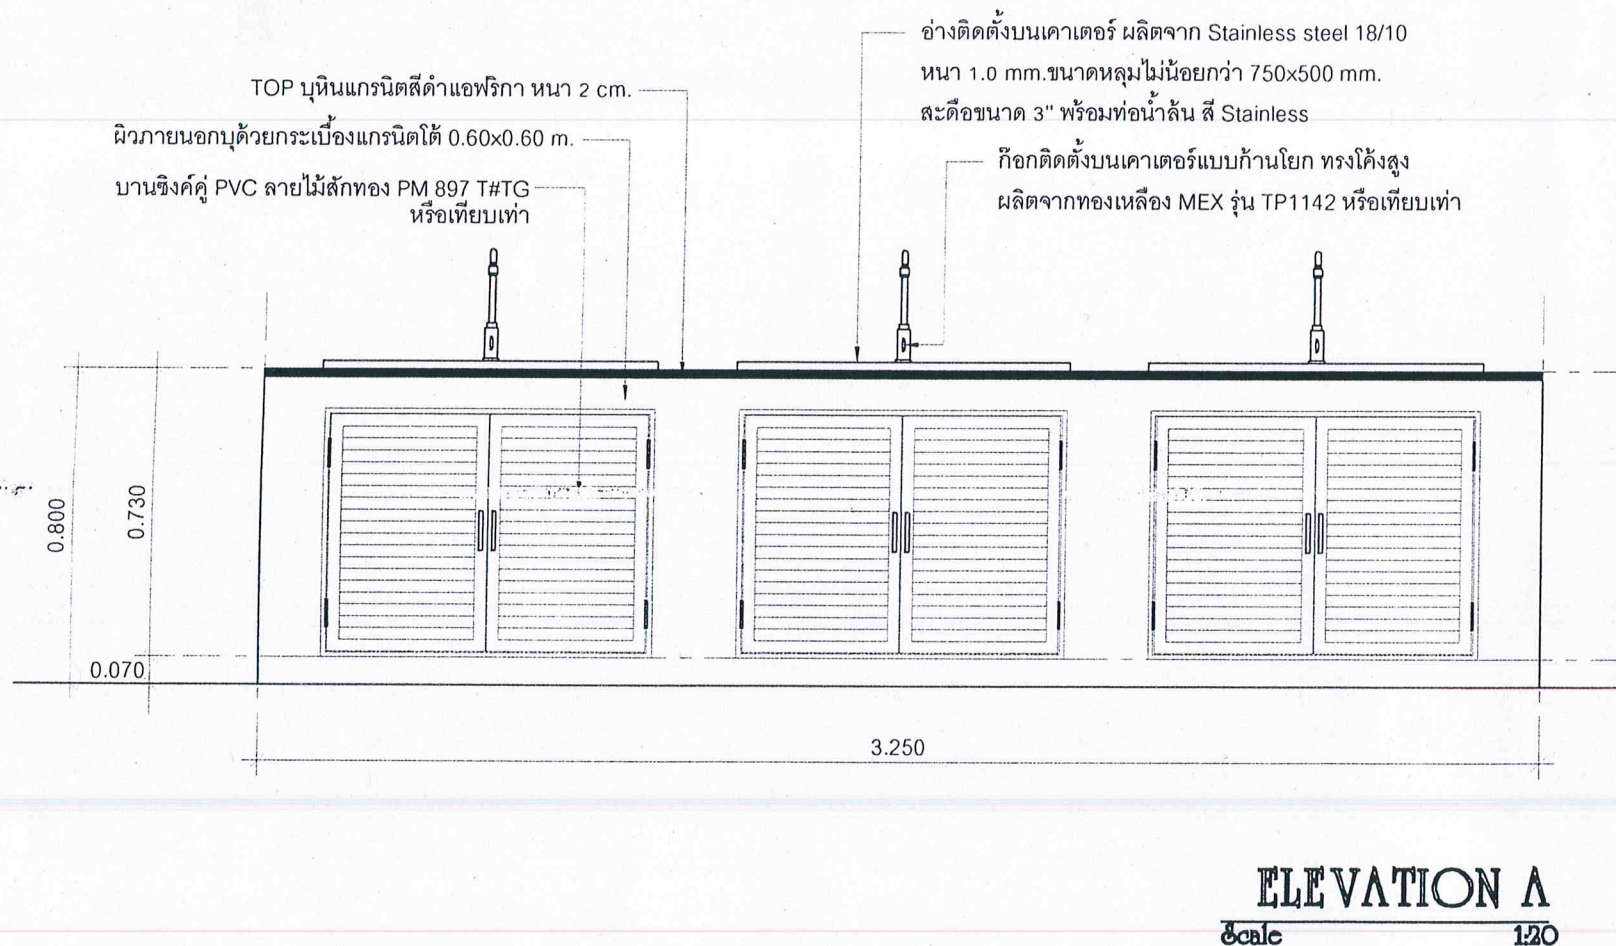 อ่างติดตั้งบนเคาเตอร์ ผลิตจาก Stainless steel 18/10
หนา 1.0 mm.ขนาดหลุมไม่น้อยกว่า 750x500 mm.
สะดือขนาด 3" พร้อมท่อน้ำล้น สี Stainless
TOP บุหินแกรนิตสีดำแอฟริกา หนา 2 cm.
ผิวภายนอกบุด้วยกระเบื้องแกรนิตโต้ 0.60x0.60 m.
ก๊อกติดตั้งบนเคาเตอร์แบบก้านโยก ทรงโค้งสูง
ผลิตจากทองเหลือง MEX รุ่น TP1142 หรือเทียบเท่า
บานซิงค์คู่ PVC ลายไม้สักทอง PM 897 T#TG
หรือเทียบเท่า
0.800
0.730
0.070
3.250
ELEVATION A
Scale 1:20